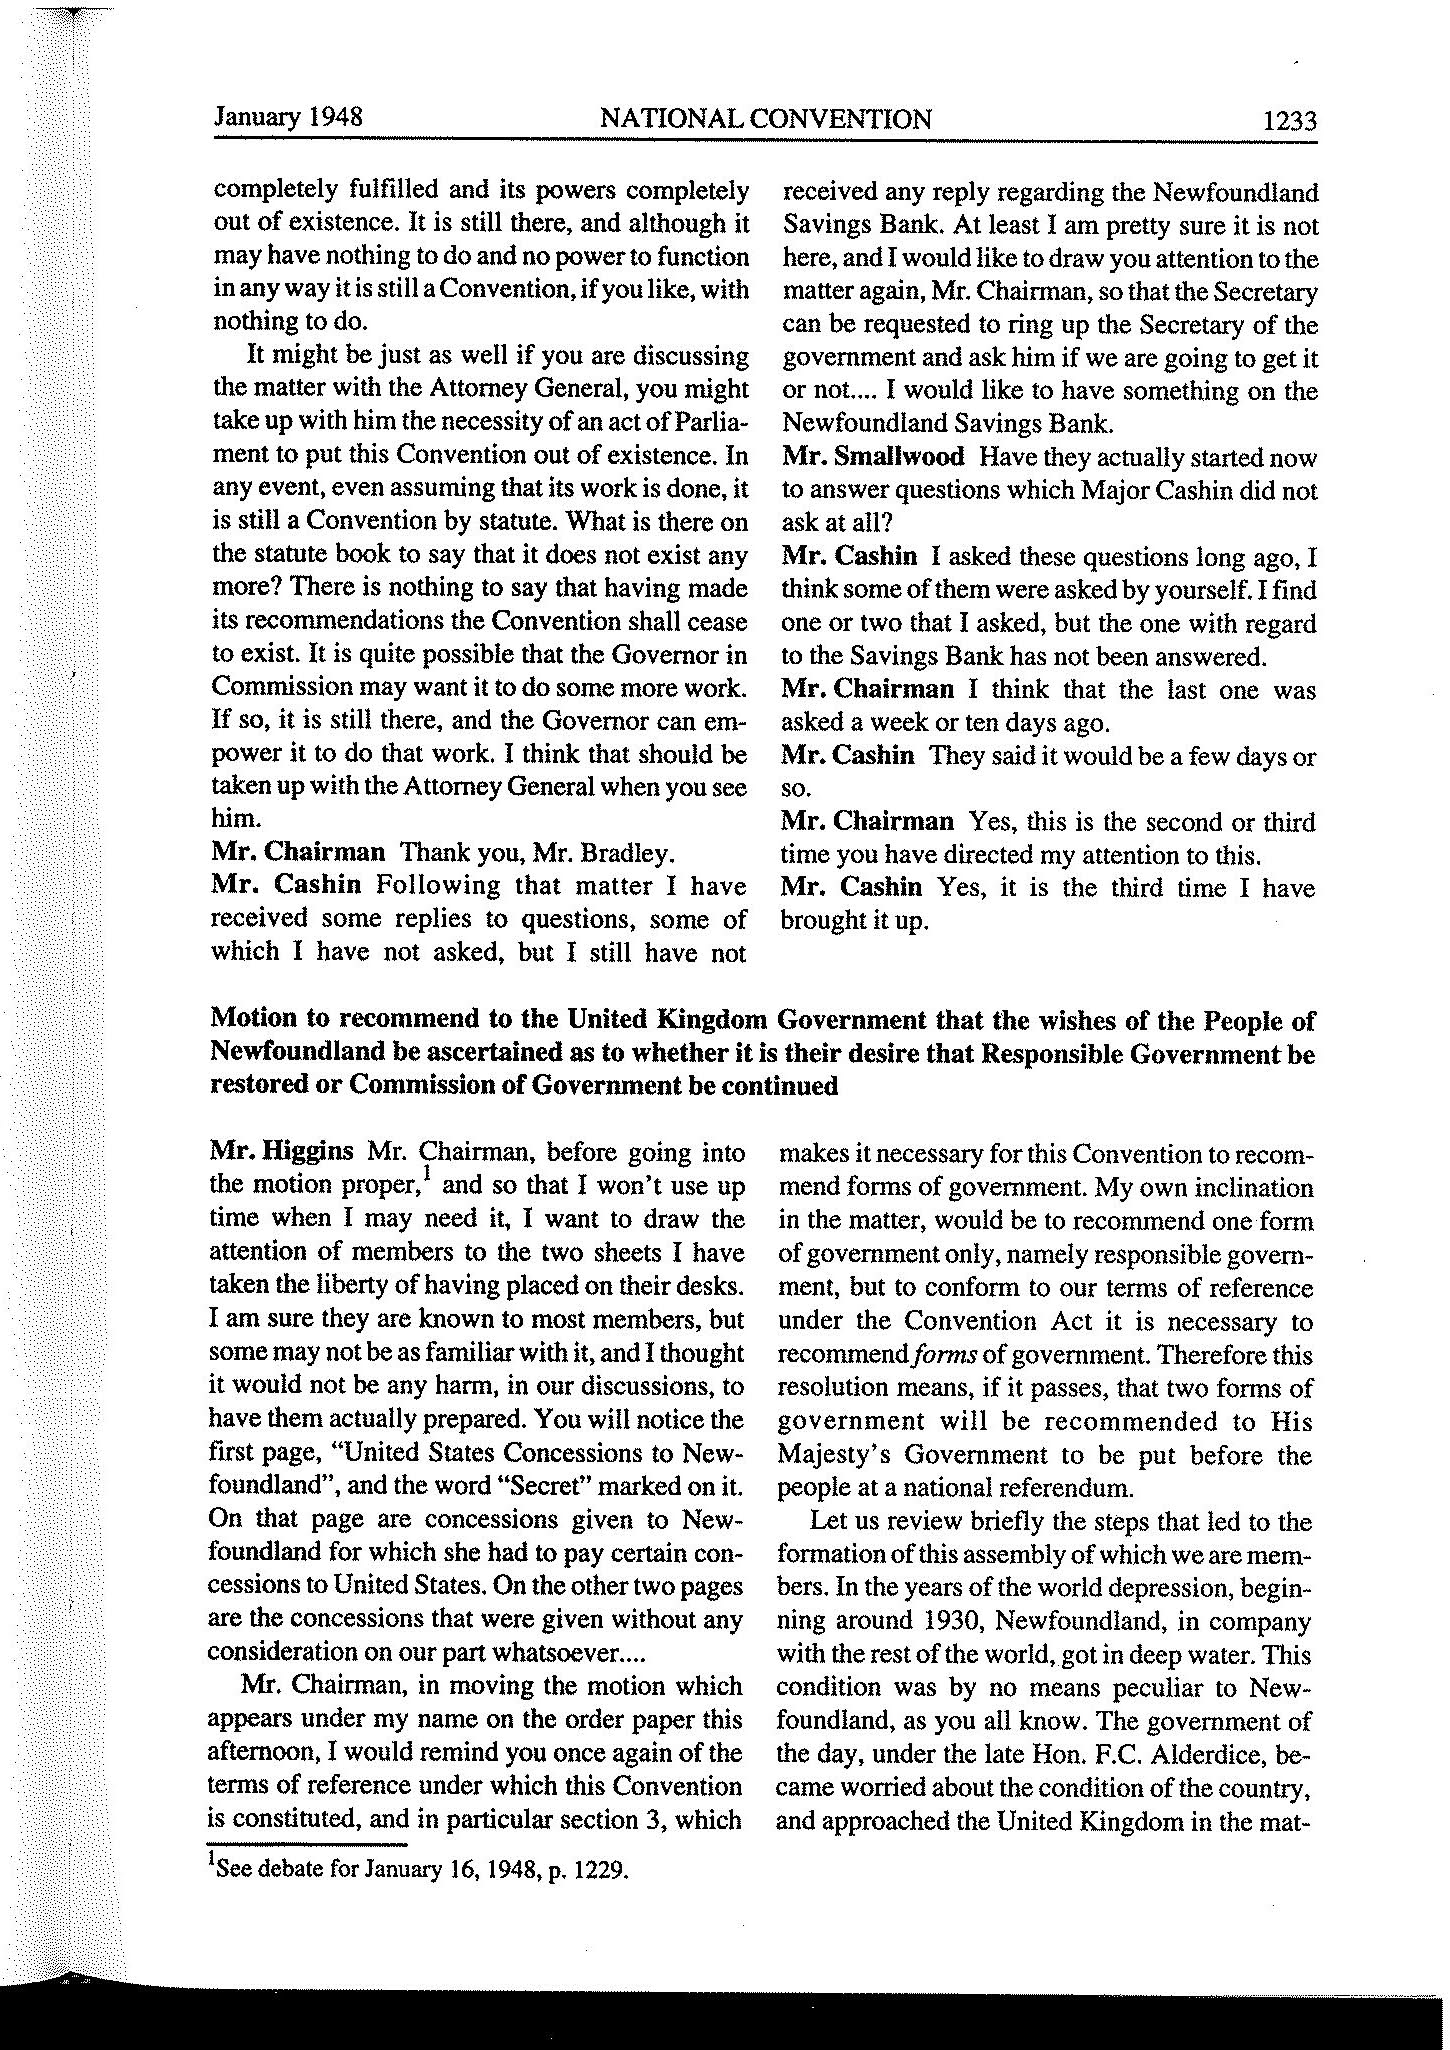 January 1948
NATIONAL CONVENTION
1233
completely fulfilled and its powers completely
out of existence. It is still there, and although it
may have nothing to do and no power to function
in any way it is still a Convention, if you like, with
nothing to do.
It might be just as well if you are discussing
the matter with the Attorney General, you might
take up with him the necessity of an act of Parlia-
ment to put this Convention out of existence. In
any event, even assuming that its work is done, it
is still a Convention by statute. What is there on
the statute book to say that it does not exist any
more? There is nothing to say that having made
its recommendations the Convention shall cease
to exist. It is quite possible that the Governor in
Commission may want it to do some more work.
If so, it is still there, and the Governor can em-
power it to do that work. I think that should be
taken up with the Attorney General when you see
him.
Mr. Chairman Thank you, Mr. Bradley.
Mr. Cashin Following that matter I have
received some replies to questions, some of
which I have not asked, but I still have not
received any reply regarding the Newfoundland
Savings Bank. At least I am pretty sure it is not
here, and I would like to draw you attention to the
matter again, Mr. Chairman, so that the Secretary
can be requested to ring up the Secretary of the
government and ask him if we are going to get it
or not.... I would like to have something on the
Newfoundland Savings Bank.
Mr. Smallwood Have they actually started now
to answer questions which Major Cashin did not
ask at all?
Mr. Cashin I asked these questions long ago, I
think some of them were asked by yourself. I find
one or two that I asked, but the one with regard
to the Savings Bank has not been answered.
Mr. Chairman I think that the last one was
asked a week or ten days ago.
Mr. Cashin They said it would be a few days or
so.
Mr. Chairman Yes, this is the second or third
time you have directed my attention to this.
Mr. Cashin Yes, it is the third time I have
brought it up.
Motion to recommend to the United Kingdom Government that the wishes of the People of
Newfoundland be ascertained as to whether it is their desire that Responsible Government be
restored or Commission of Government be continued
Mr. Higgins Mr. Chairman, before going into
the motion proper,1 and so that I won't use up
time when I may need it, I want to draw the
attention of members to the two sheets I have
taken the liberty of having placed on their desks.
I am sure they are known to most members, but
some may not be as familiar with it, and I thought
it would not be any harm, in our discussions, to
have them actually prepared. You will notice the
first page, "United States Concessions to New-
foundland", and the word "Secret" marked on it.
On that page are concessions given to New-
foundland for which she had to pay certain con-
cessions to United States. On the other two pages
are the concessions that were given without any
consideration on our part whatsoever....
Mr. Chairman, in moving the motion which
appears under my name on the order paper this
afternoon, I would remind you once again of the
terms of reference under which this Convention
is constituted, and in particular section 3, which
makes it necessary for this Convention to recom-
mend forms of government. My own inclination
in the matter, would be to recommend one form
of government only, namely responsible govern-
ment, but to conform to our terms of reference
under the Convention Act it is necessary to
recommend forms of government. Therefore this
resolution means, if it passes, that two forms of
government will be recommended to His
Majesty's Government to be put before the
people at a national referendum.
Let us review briefly the steps that led to the
formation of this assembly of which we are mem-
bers. In the years of the world depression, begin-
ning around 1930, Newfoundland, in company
with the rest of the world, got in deep water. This
condition was by no means peculiar to New-
foundland, as you all know. The government of
the day, under the late Hon. F.C. Alderdice, be-
came worried about the condition of the country,
and approached the United Kingdom in the mat-
1See debate for January 16, 1948, p. 1229.